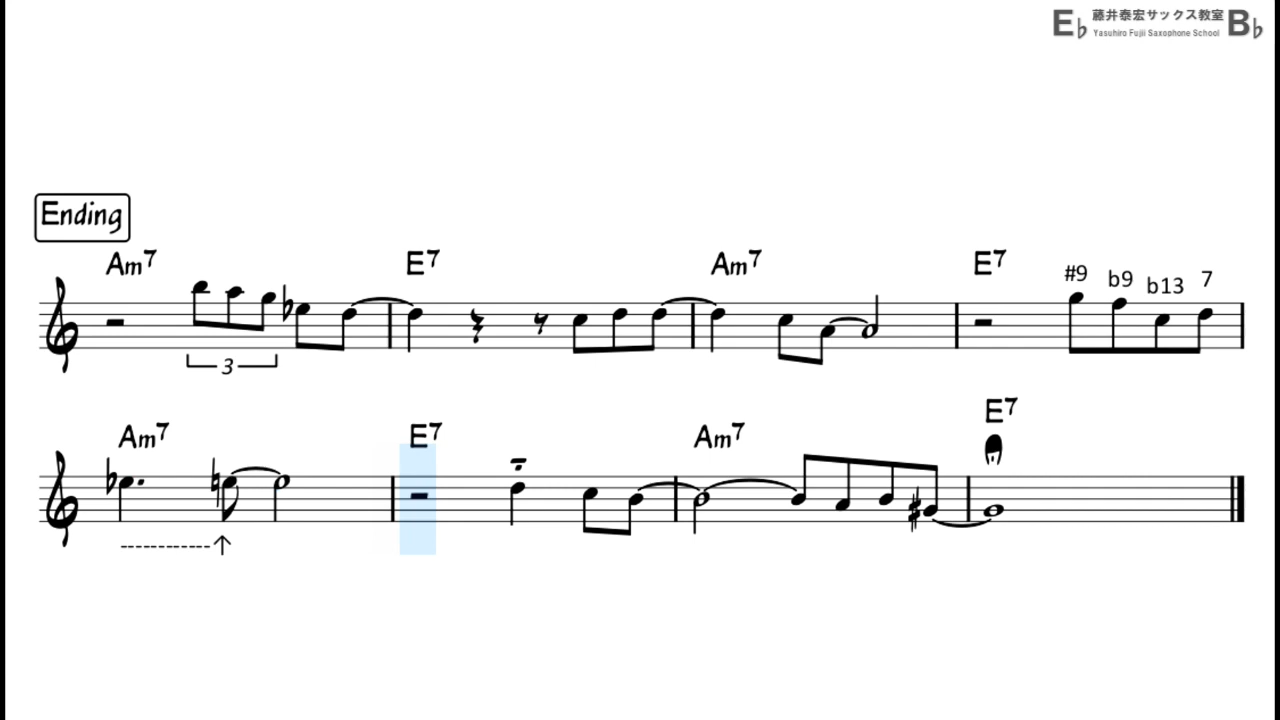 E♭ 藤井泰宏サックス教室 B♭
Yasuhiro Fujii Saxophone School
Ending
Am7 E7 Am7 E7
#9 b9 b13 7
3
Am7 E7 Am7 E7